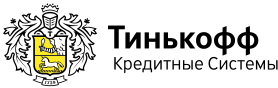 Тинькофф
Кредитные Системы